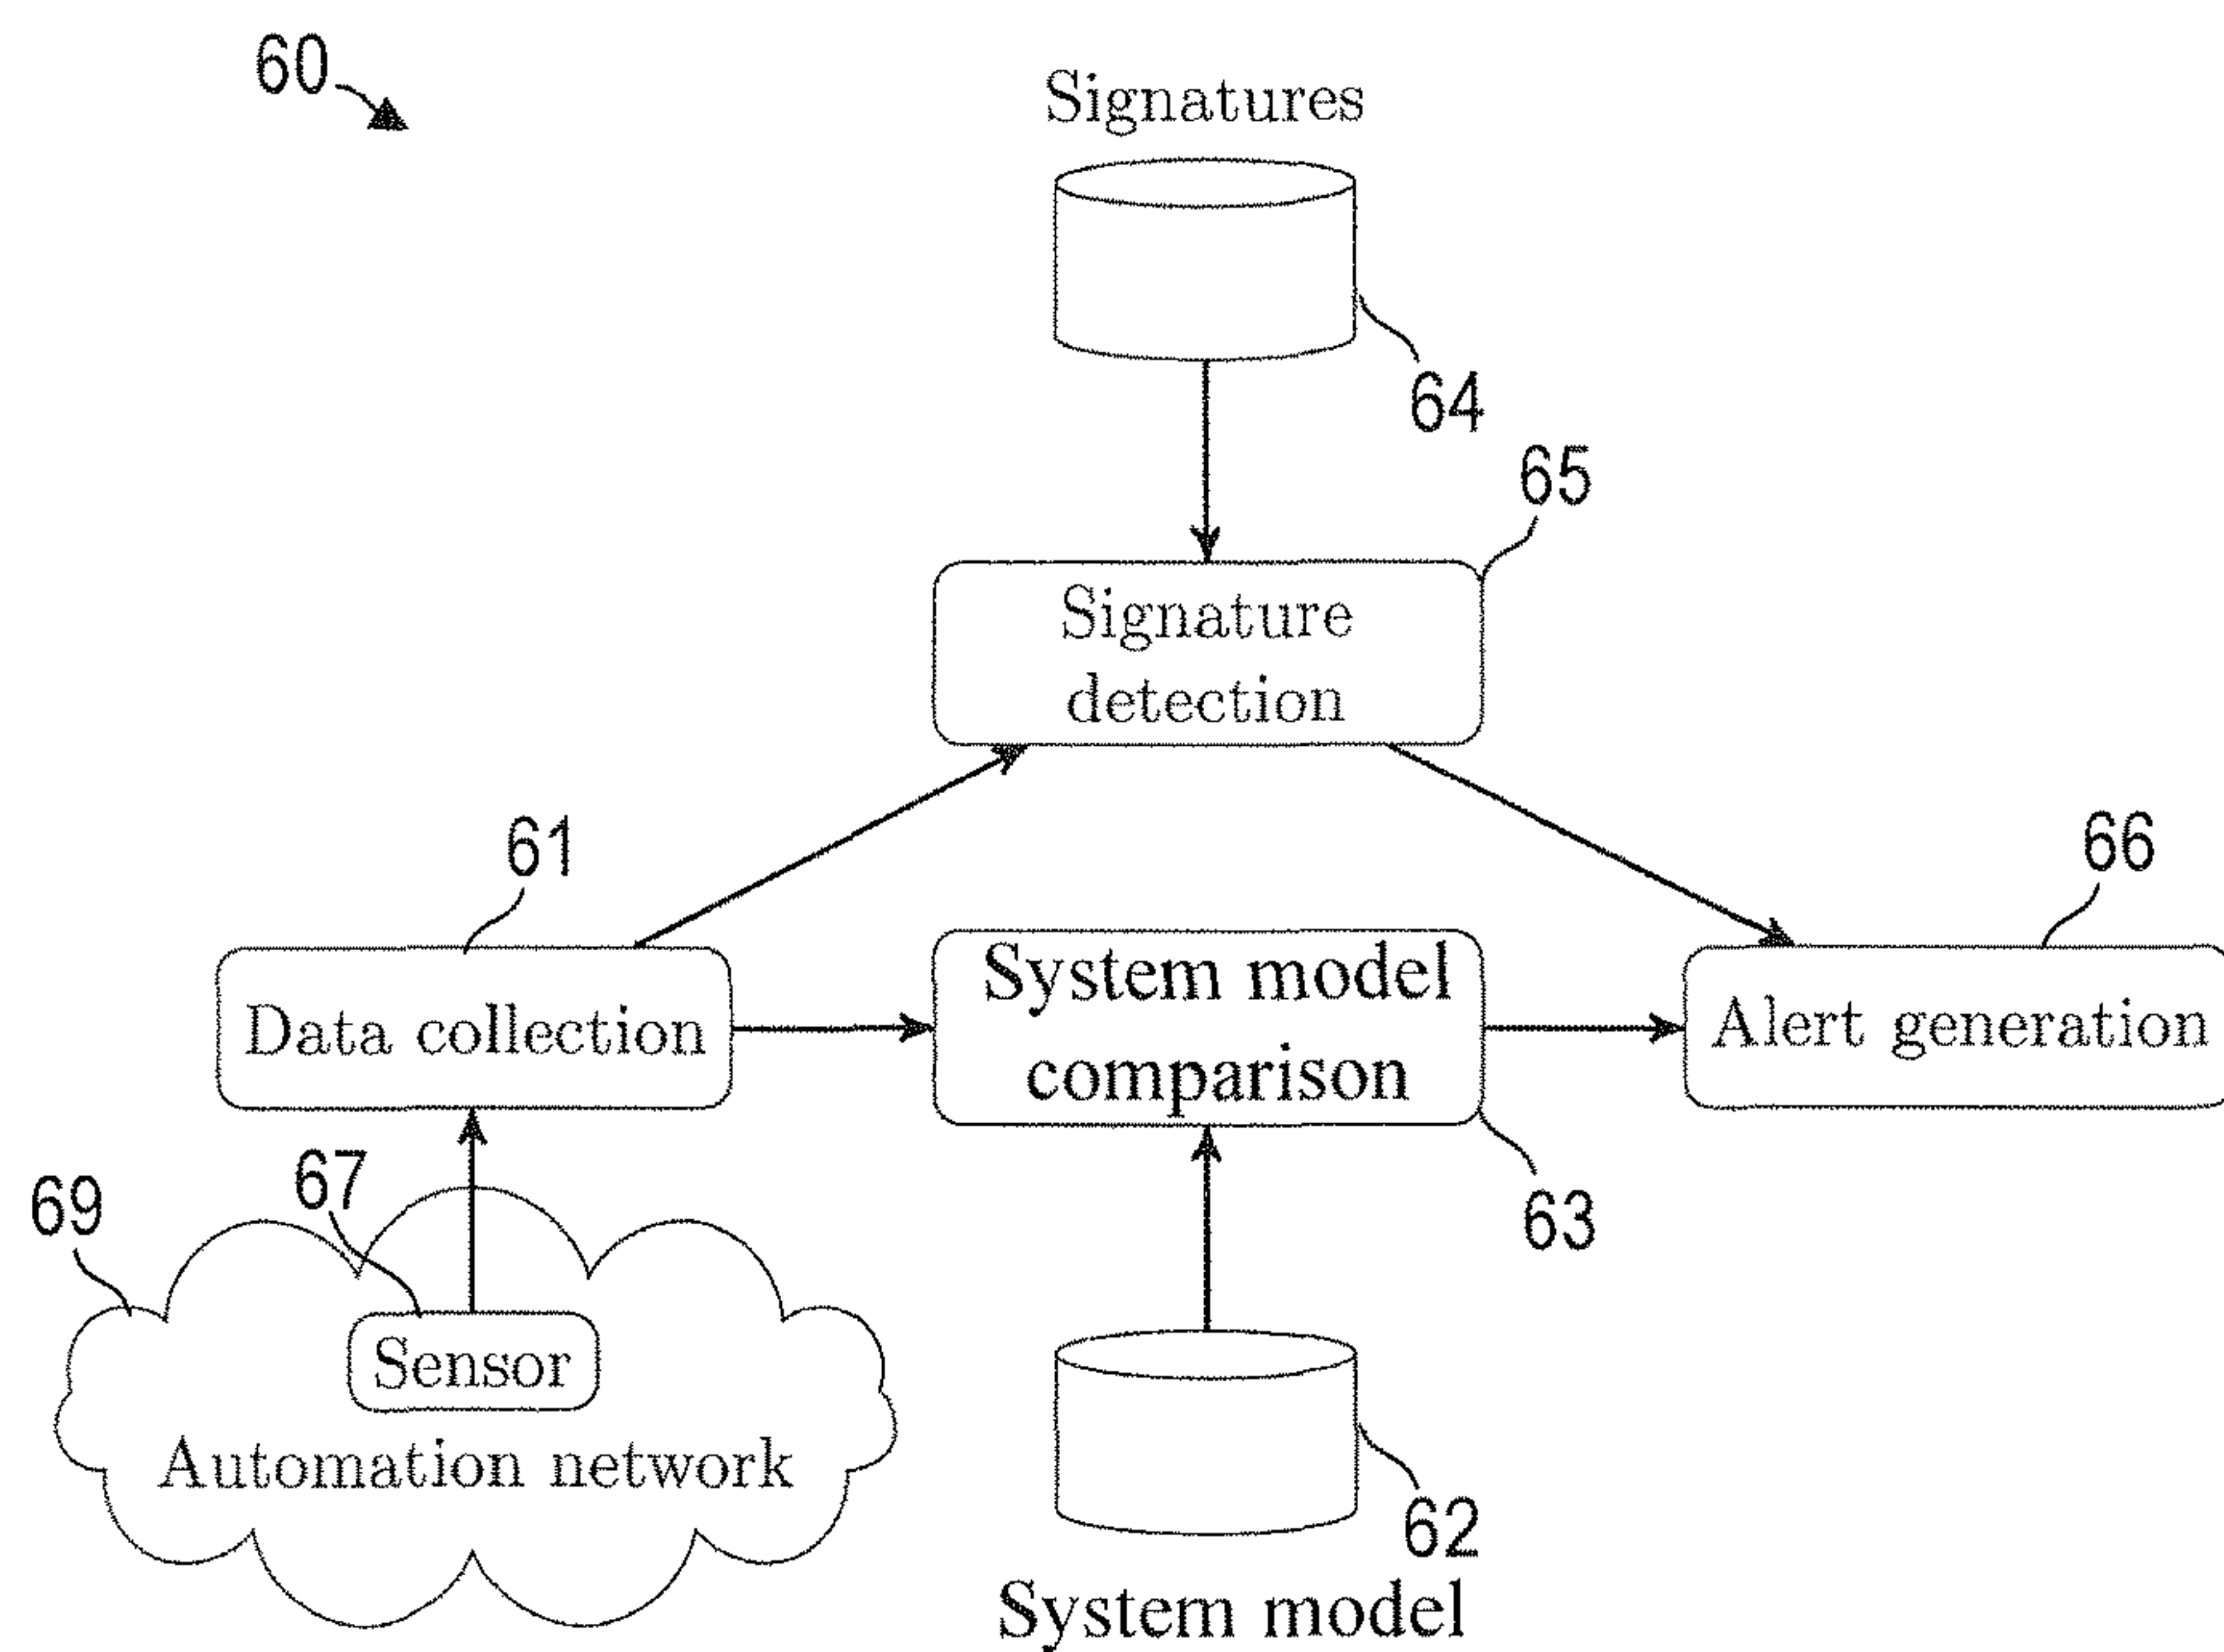 60
Signatures
64
65
Signature
detection
61
66
Data collection
System model
comparison
Alert generation
63
69
67
Sensor
Automation network
62
System model